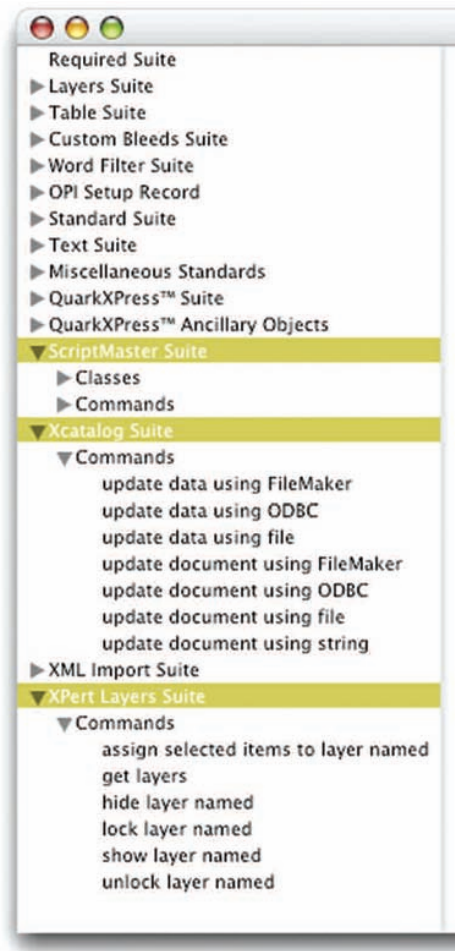 Required Suite
Layers Suite
Table Suite
Custom Bleeds Suite
Word Filter Suite
OPI Setup Record
Standard Suite
Text Suite
Miscellaneous Standards
QuarkXPress™ Suite
QuarkXPress™ Ancillary Objects
ScriptMaster Suite
Classes
Commands
Xcatalog Suite
Commands
update data using FileMaker
update data using ODBC
update data using file
update document using FileMaker
update document using ODBC
update document using file
update document using string
XML Import Suite
XPert Layers Suite
Commands
assign selected items to layer named
get layers
hide layer named
lock layer named
show layer named
unlock layer named